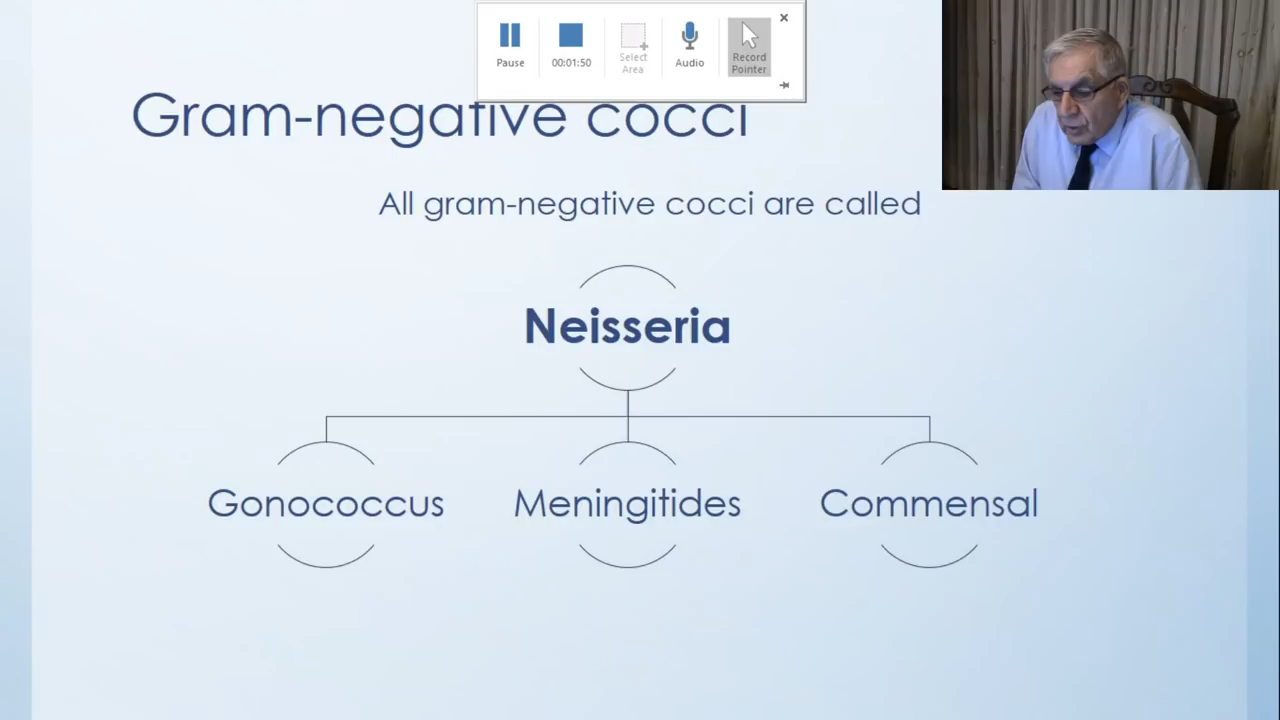 Pause
00:01:50
Select
Area
Audio
Record
Pointer
Gram-negative cocci
All gram-negative cocci are called
Neisseria
Gonococcus Meningitides Commensal